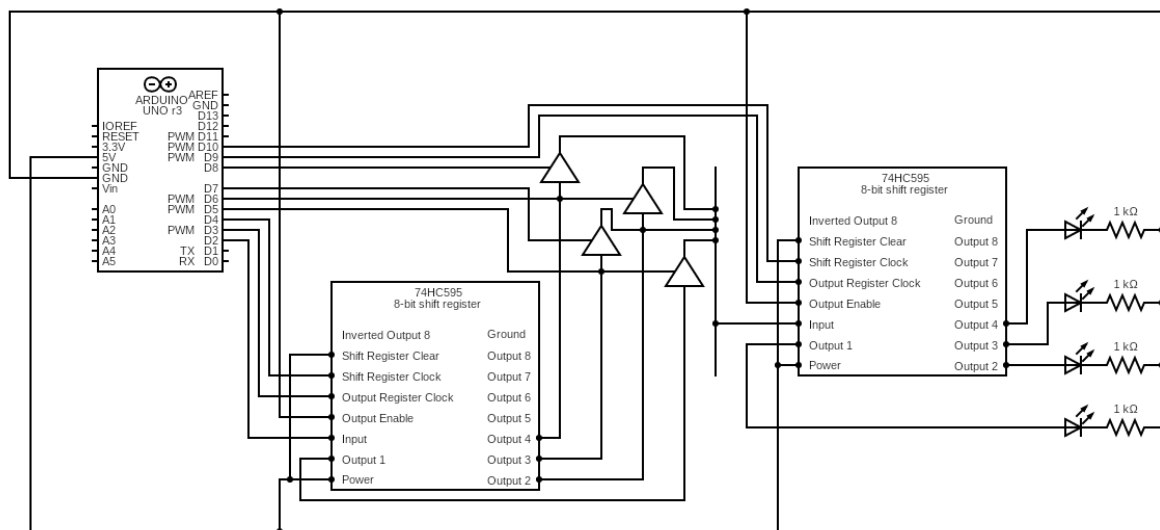 ARDUINO
UNO r3
AREF
GND
D13
D12
PWM D11
PWM D10
PWM D9
D8
D7
PWM D6
PWM D5
D4
PWM D3
D2
TX D1
RX D0
IOREF
RESET
3.3V
5V
GND
GND
Vin
A0
A1
A2
A3
A4
A5
74HC595
8-bit shift register
Inverted Output 8
Shift Register Clear
Shift Register Clock
Output Register Clock
Output Enable
Input
Output 1
Power
Ground
Output 8
Output 7
Output 6
Output 5
Output 4
Output 3
Output 2
74HC595
8-bit shift register
Inverted Output 8
Shift Register Clear
Shift Register Clock
Output Register Clock
Output Enable
Input
Output 1
Power
Ground
Output 8
Output 7
Output 6
Output 5
Output 4
Output 3
Output 2
1 kΩ
1 kΩ
1 kΩ
1 kΩ